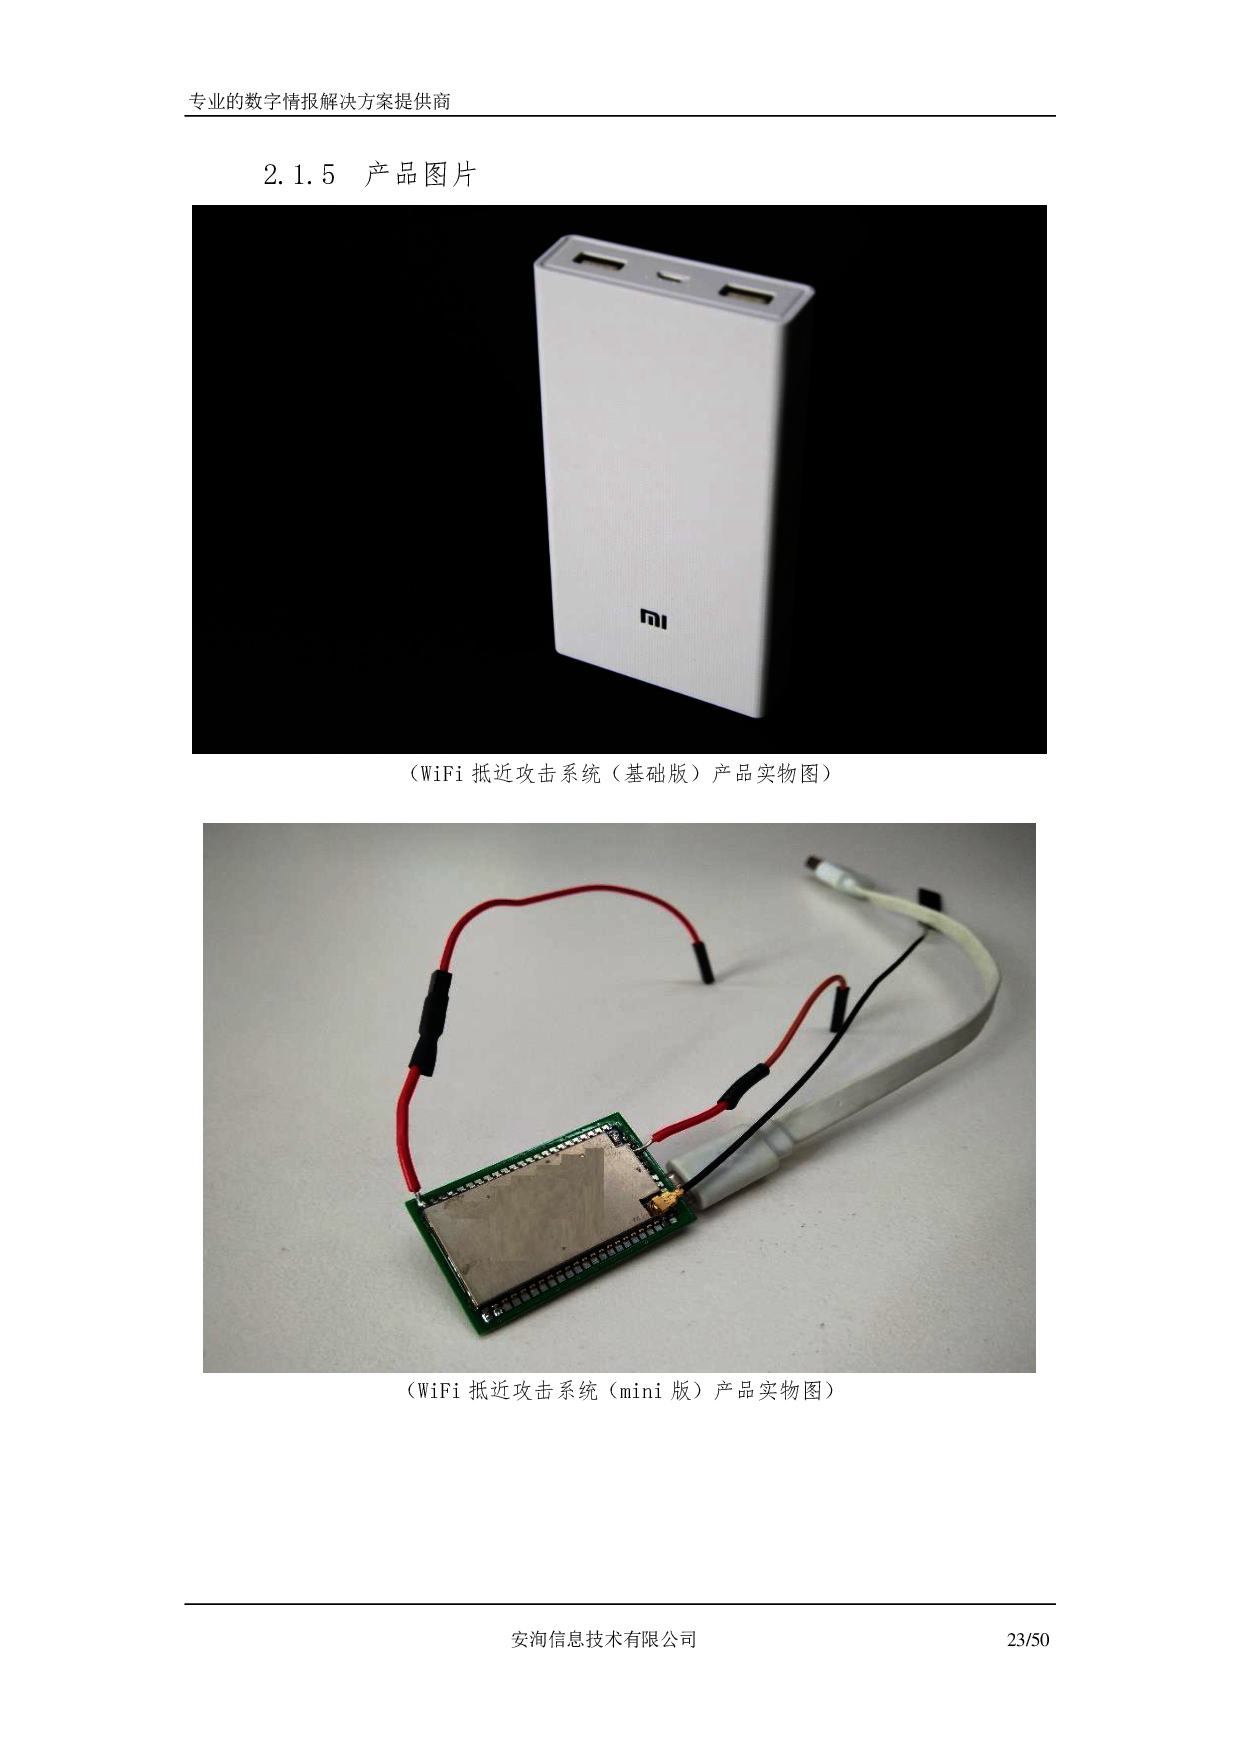 专业的数字情报解决方案提供商
2.1.5 产品图片
MI
（WiFi 抵近攻击系统（基础版）产品实物图）
（WiFi 抵近攻击系统（mini 版）产品实物图）
安洵信息技术有限公司 23/50